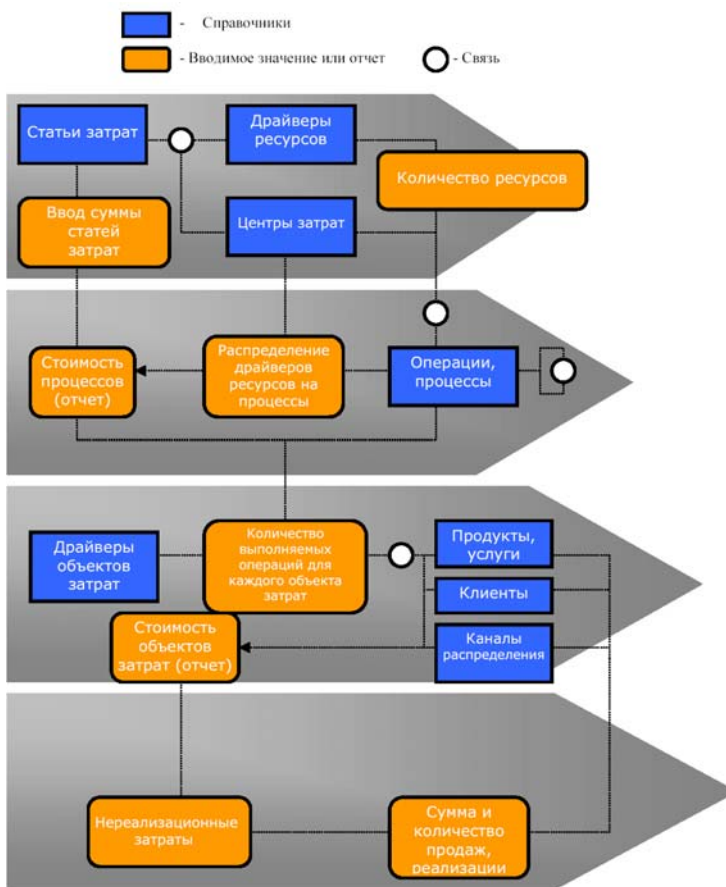 - Справочники
- Вводимое значение или отчет
- Связь
Статьи затрат
Драйверы
ресурсов
Количество ресурсов
Ввод суммы
статей
затрат
Центры затрат
Стоимость
процессов
(отчет)
Распределение
драйверов
ресурсов на
процессы
Операции,
процессы
Драйверы
объектов
затрат
Количество
выполняемых
операций для
каждого объекта
затрат
Продукты,
услуги
Клиенты
Каналы
распределения
Стоимость
объектов
затрат (отчет)
Нереализационные
затраты
Сумма и
количество
продаж,
реализации